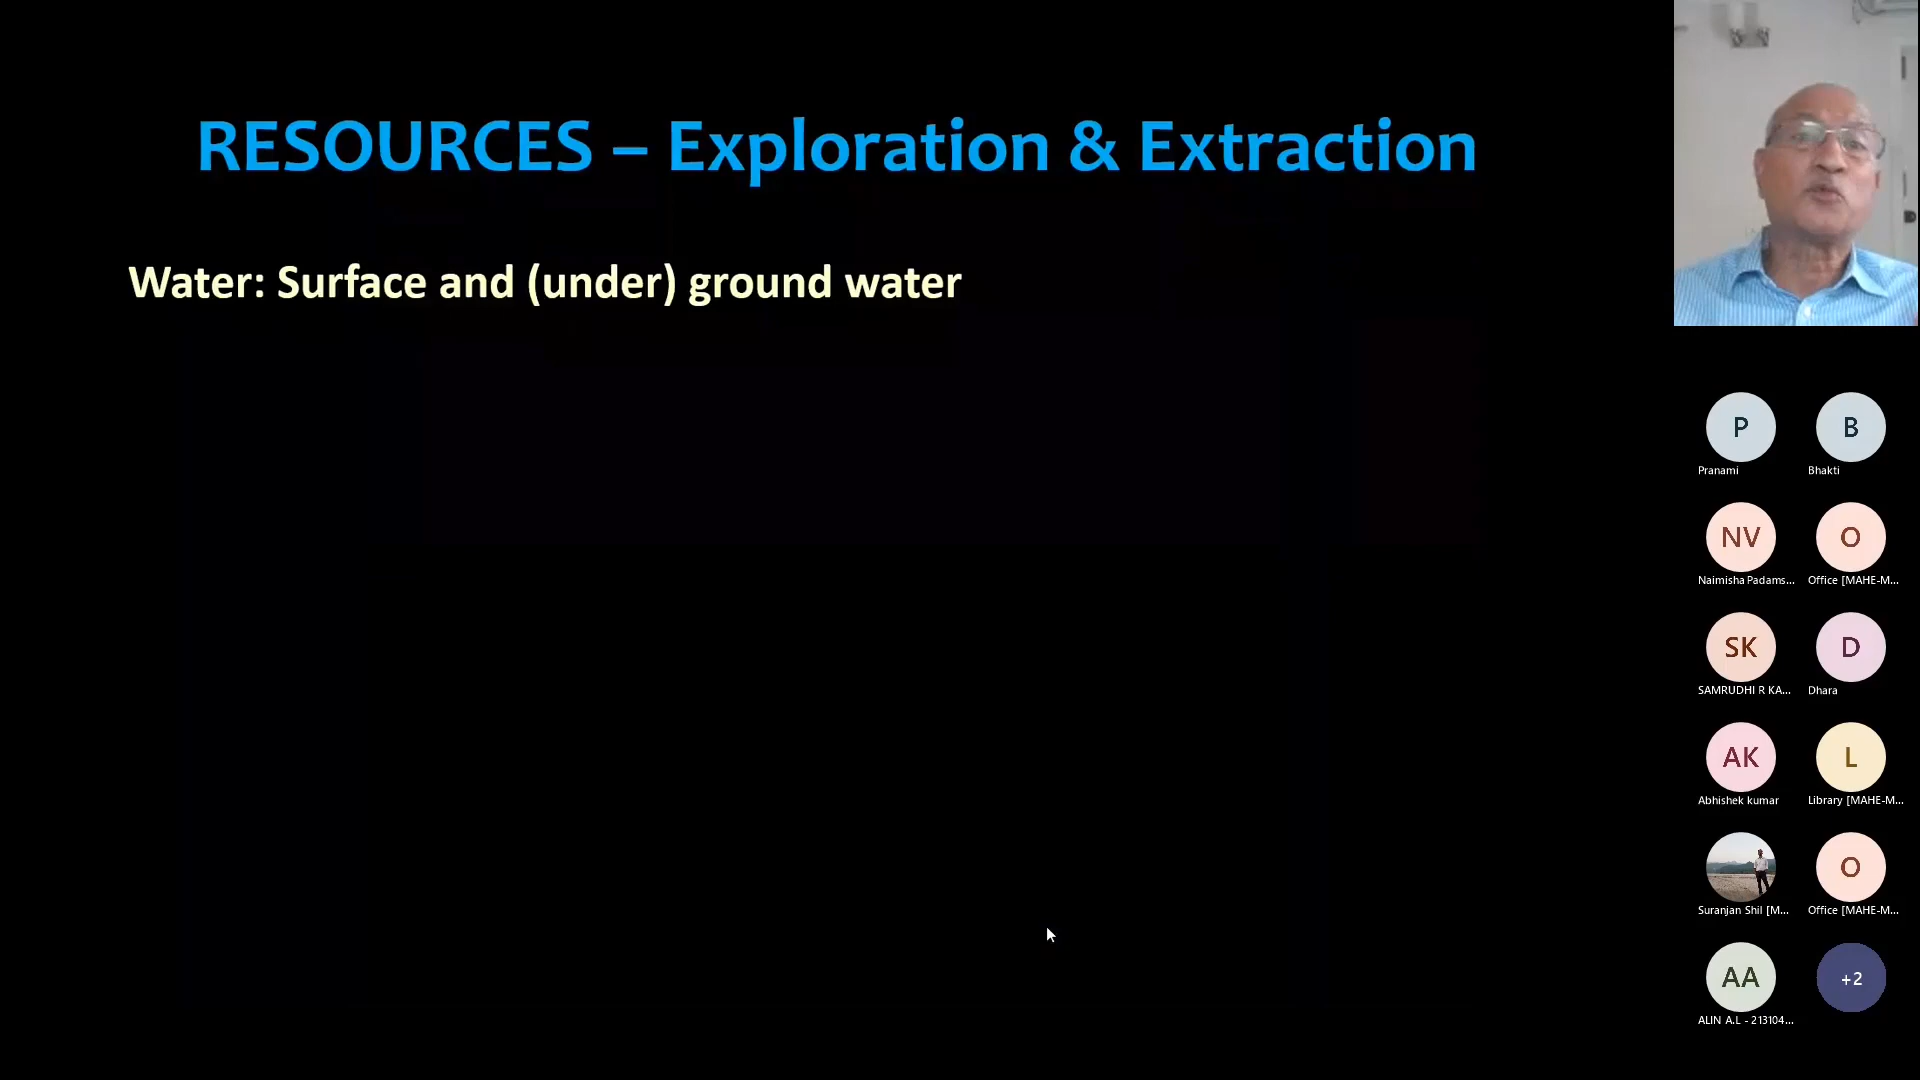 RESOURCES – Exploration & Extraction
Water: Surface and (under) ground water
P
B
Pranami
Bhakti
NV
O
Naimisha Padams...
Office [MAHE-M...
SK
D
SAMRUDHI R KA...
Dhara
AK
L
Abhishek kumar
Library [MAHE-M...
O
Suranjan Shil [M...
Office [MAHE-M...
AA
+2
ALIN A.L - 213104...